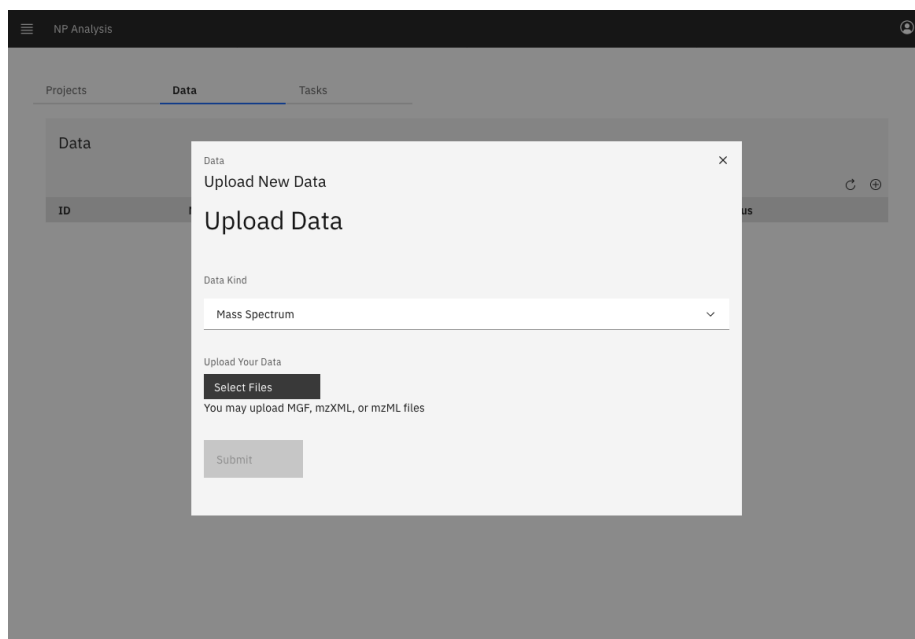 NP Analysis
Projects Data Tasks
Data
ID
us
Data
Upload New Data
Upload Data
Data Kind
Mass Spectrum
Upload Your Data
Select Files
You may upload MGF, mzXML, or mzML files
Submit